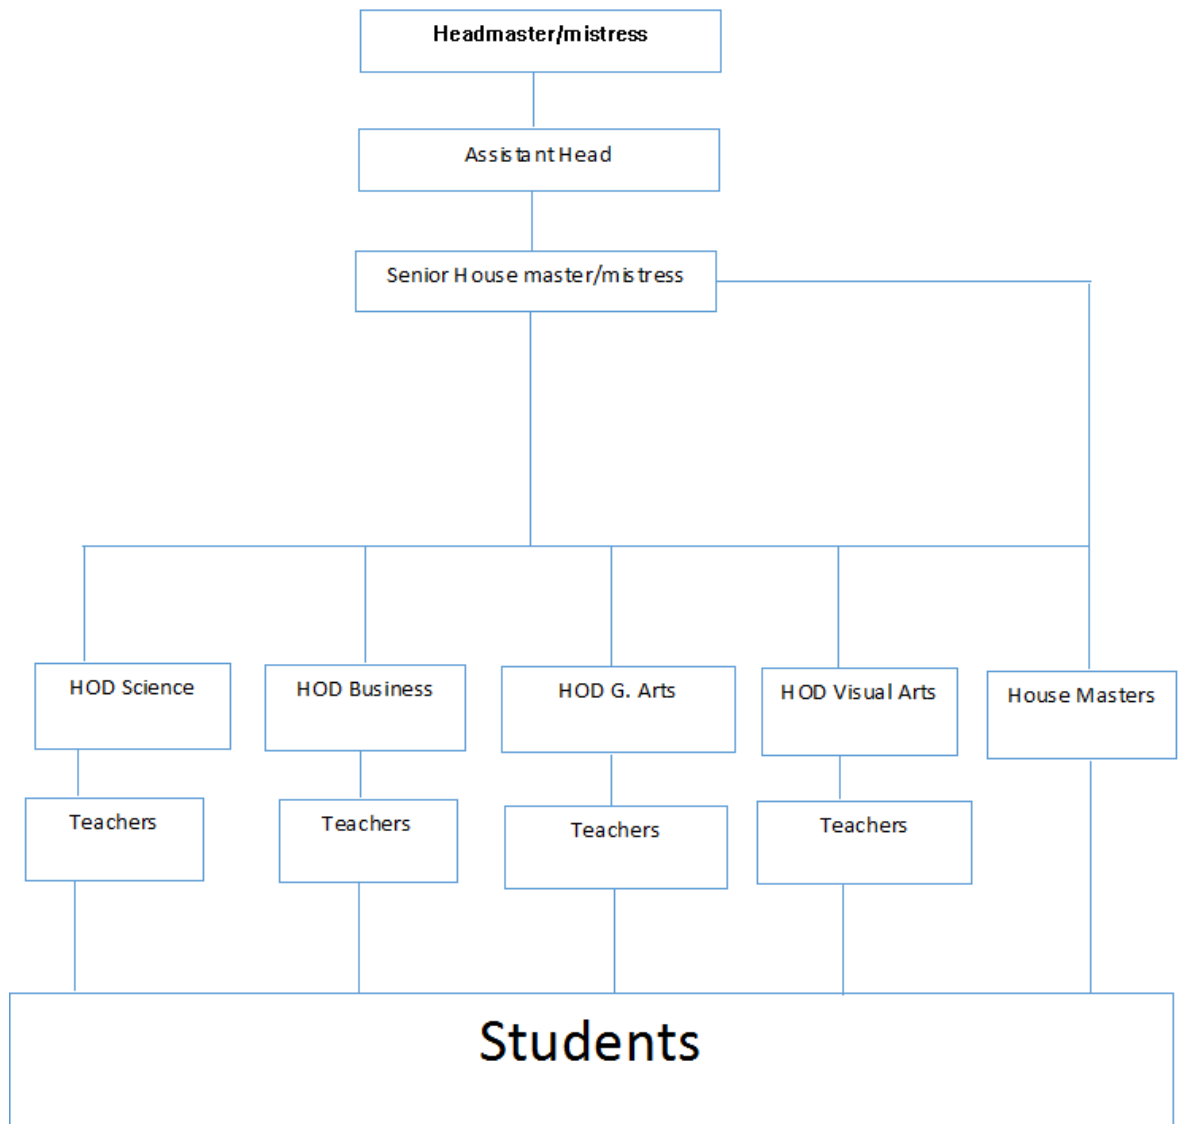 Headmaster/mistress
Assistant Head
Senior House master/mistress
HOD Science
HOD Business
HOD G. Arts
HOD Visual Arts
House Masters
Teachers
Teachers
Teachers
Teachers
Students